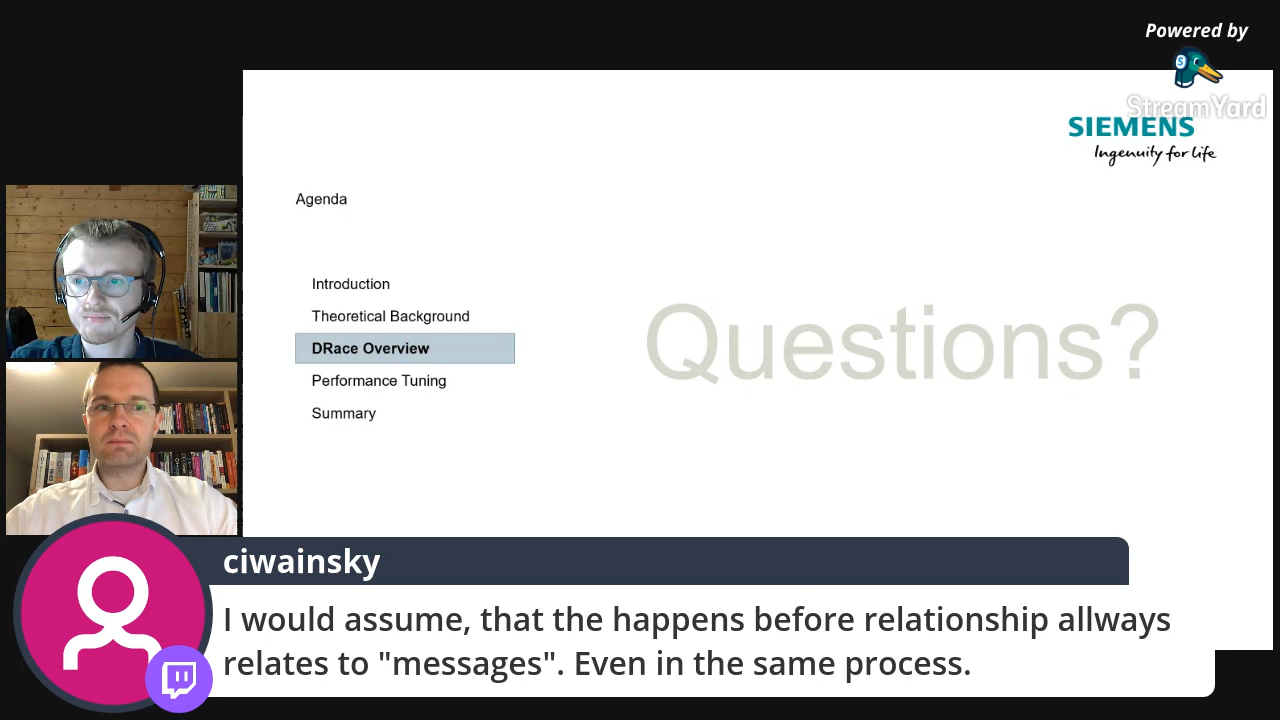 Powered by
StreamYard
SIEMENS
Ingenuity for life
Agenda
Introduction
Theoretical Background
DRace Overview
Performance Tuning
Summary
Questions?
ciwainsky
I would assume, that the happens before relationship allways
relates to "messages". Even in the same process.